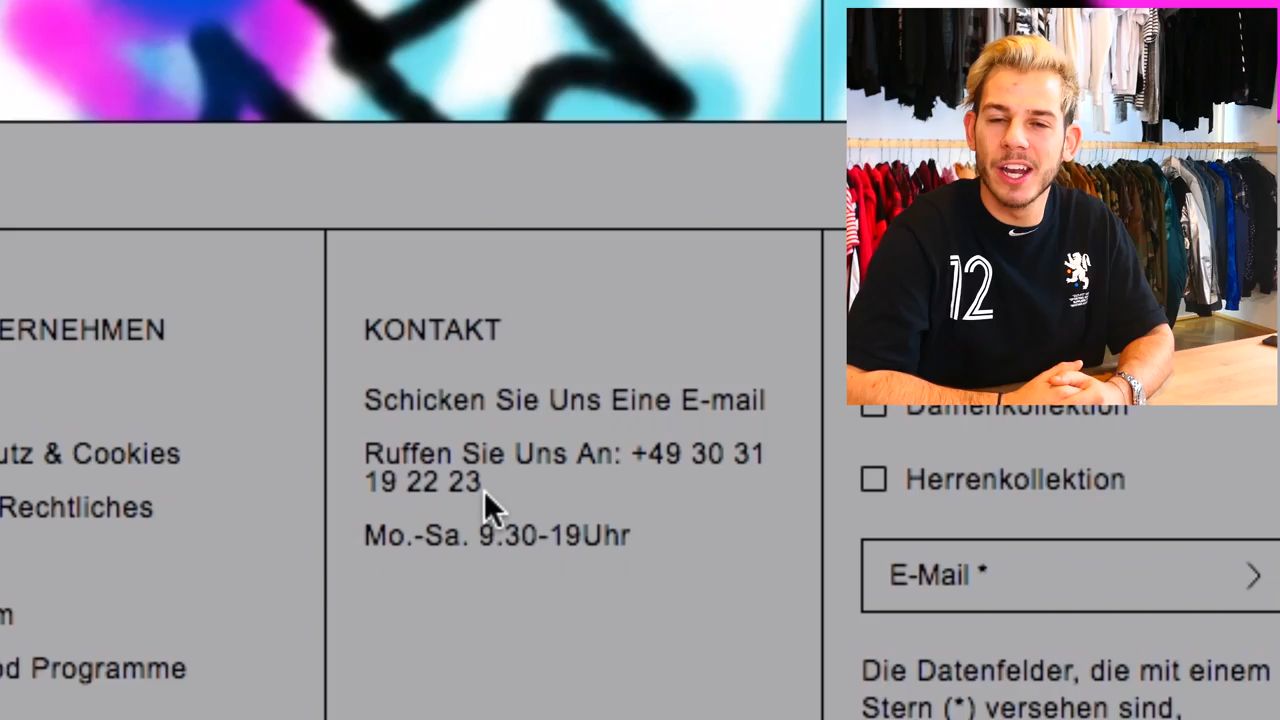 ERNEHMEN
utz & Cookies
Rechtliches
m
od Programme
KONTAKT
Schicken Sie Uns Eine E-mail
Ruffen Sie Uns An: +49 30 31
19 22 23
Mo.-Sa. 9:30-19Uhr
12
Damenkollektion
Herrenkollektion
E-Mail *
Die Datenfelder, die mit einem
Stern (*) versehen sind,